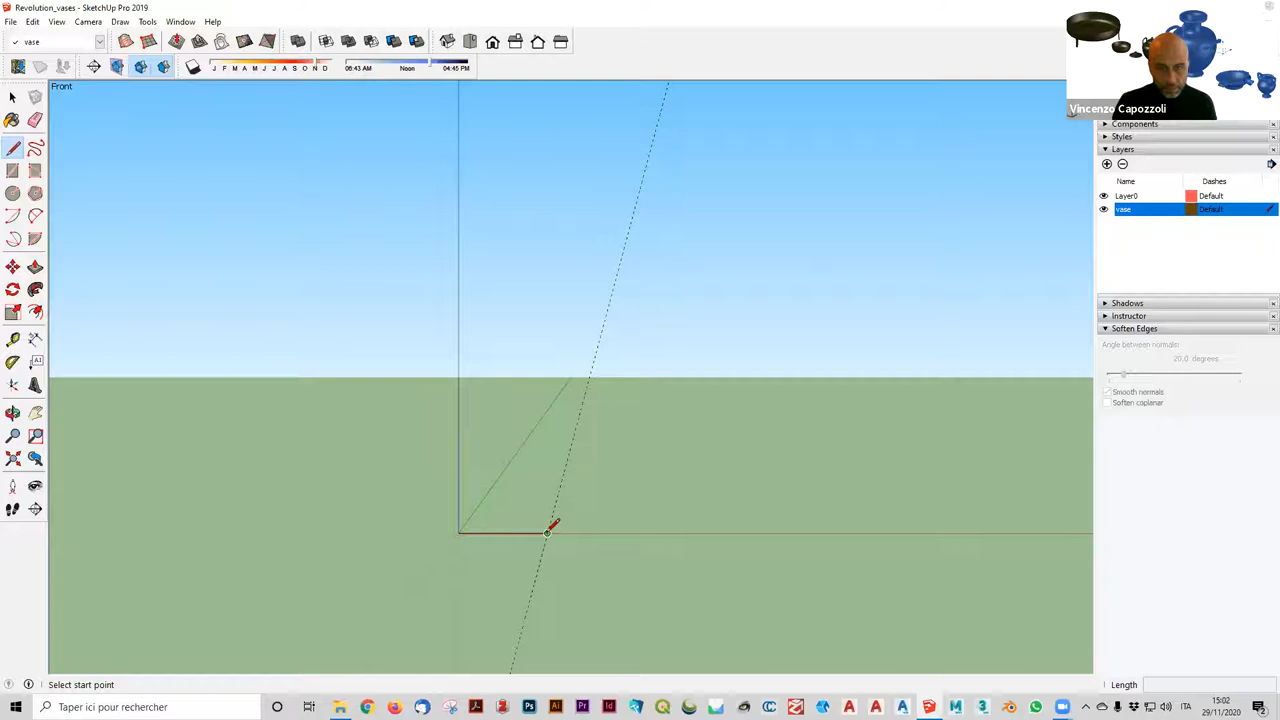 Revolution_vases - SketchUp Pro 2019
File Edit View Camera Draw Tools Window Help
vase
J F M A M J J A S O N D
06:43 AM Noon 04:45 PM
Vincenzo Capozzoli
Front
Components
Styles
Layers
Name Dashes
Layer0 Default
vase Default
Shadows
Instructor
Soften Edges
Angle between normals:
20.0 degrees
Smooth normals
Soften coplanar
Select start point
Length
Taper ici pour rechercher
15:02
29/11/2020